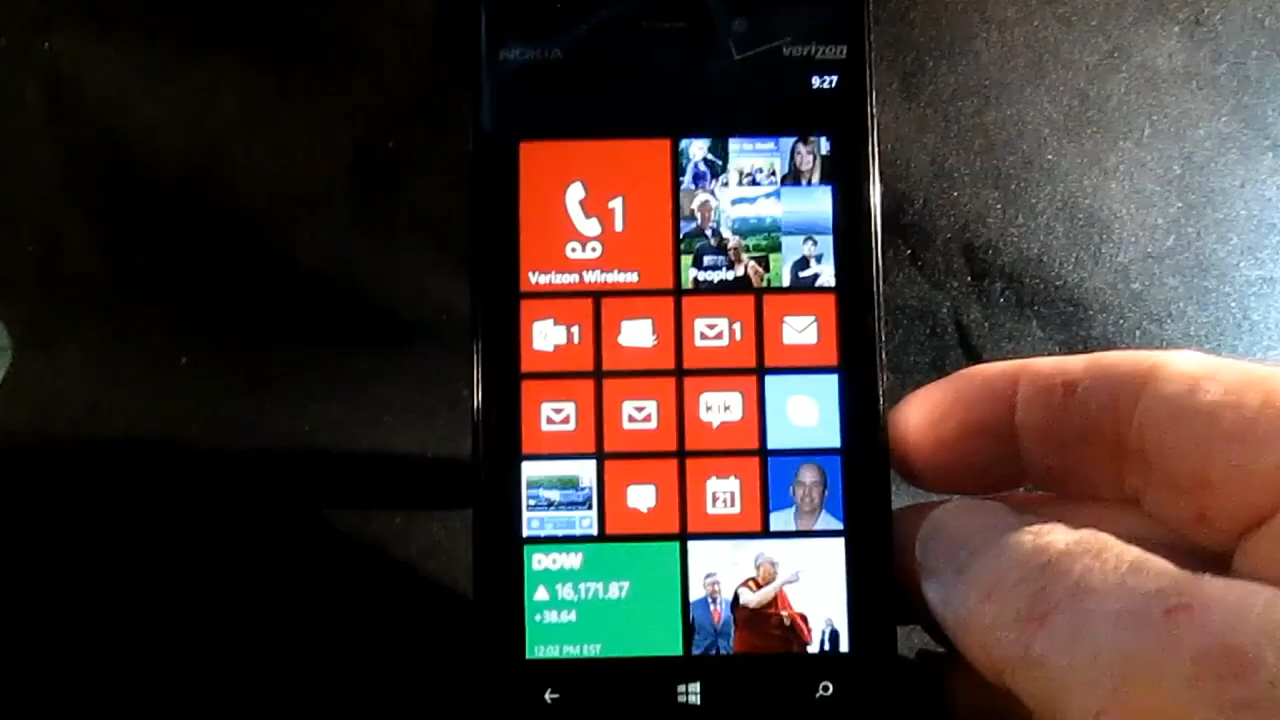 NOKIA
verizon
9:27
1
Verizon Wireless
People
1
1
kik
21
DOW
▲ 16,171.87
+38.64
12:02 PM EST